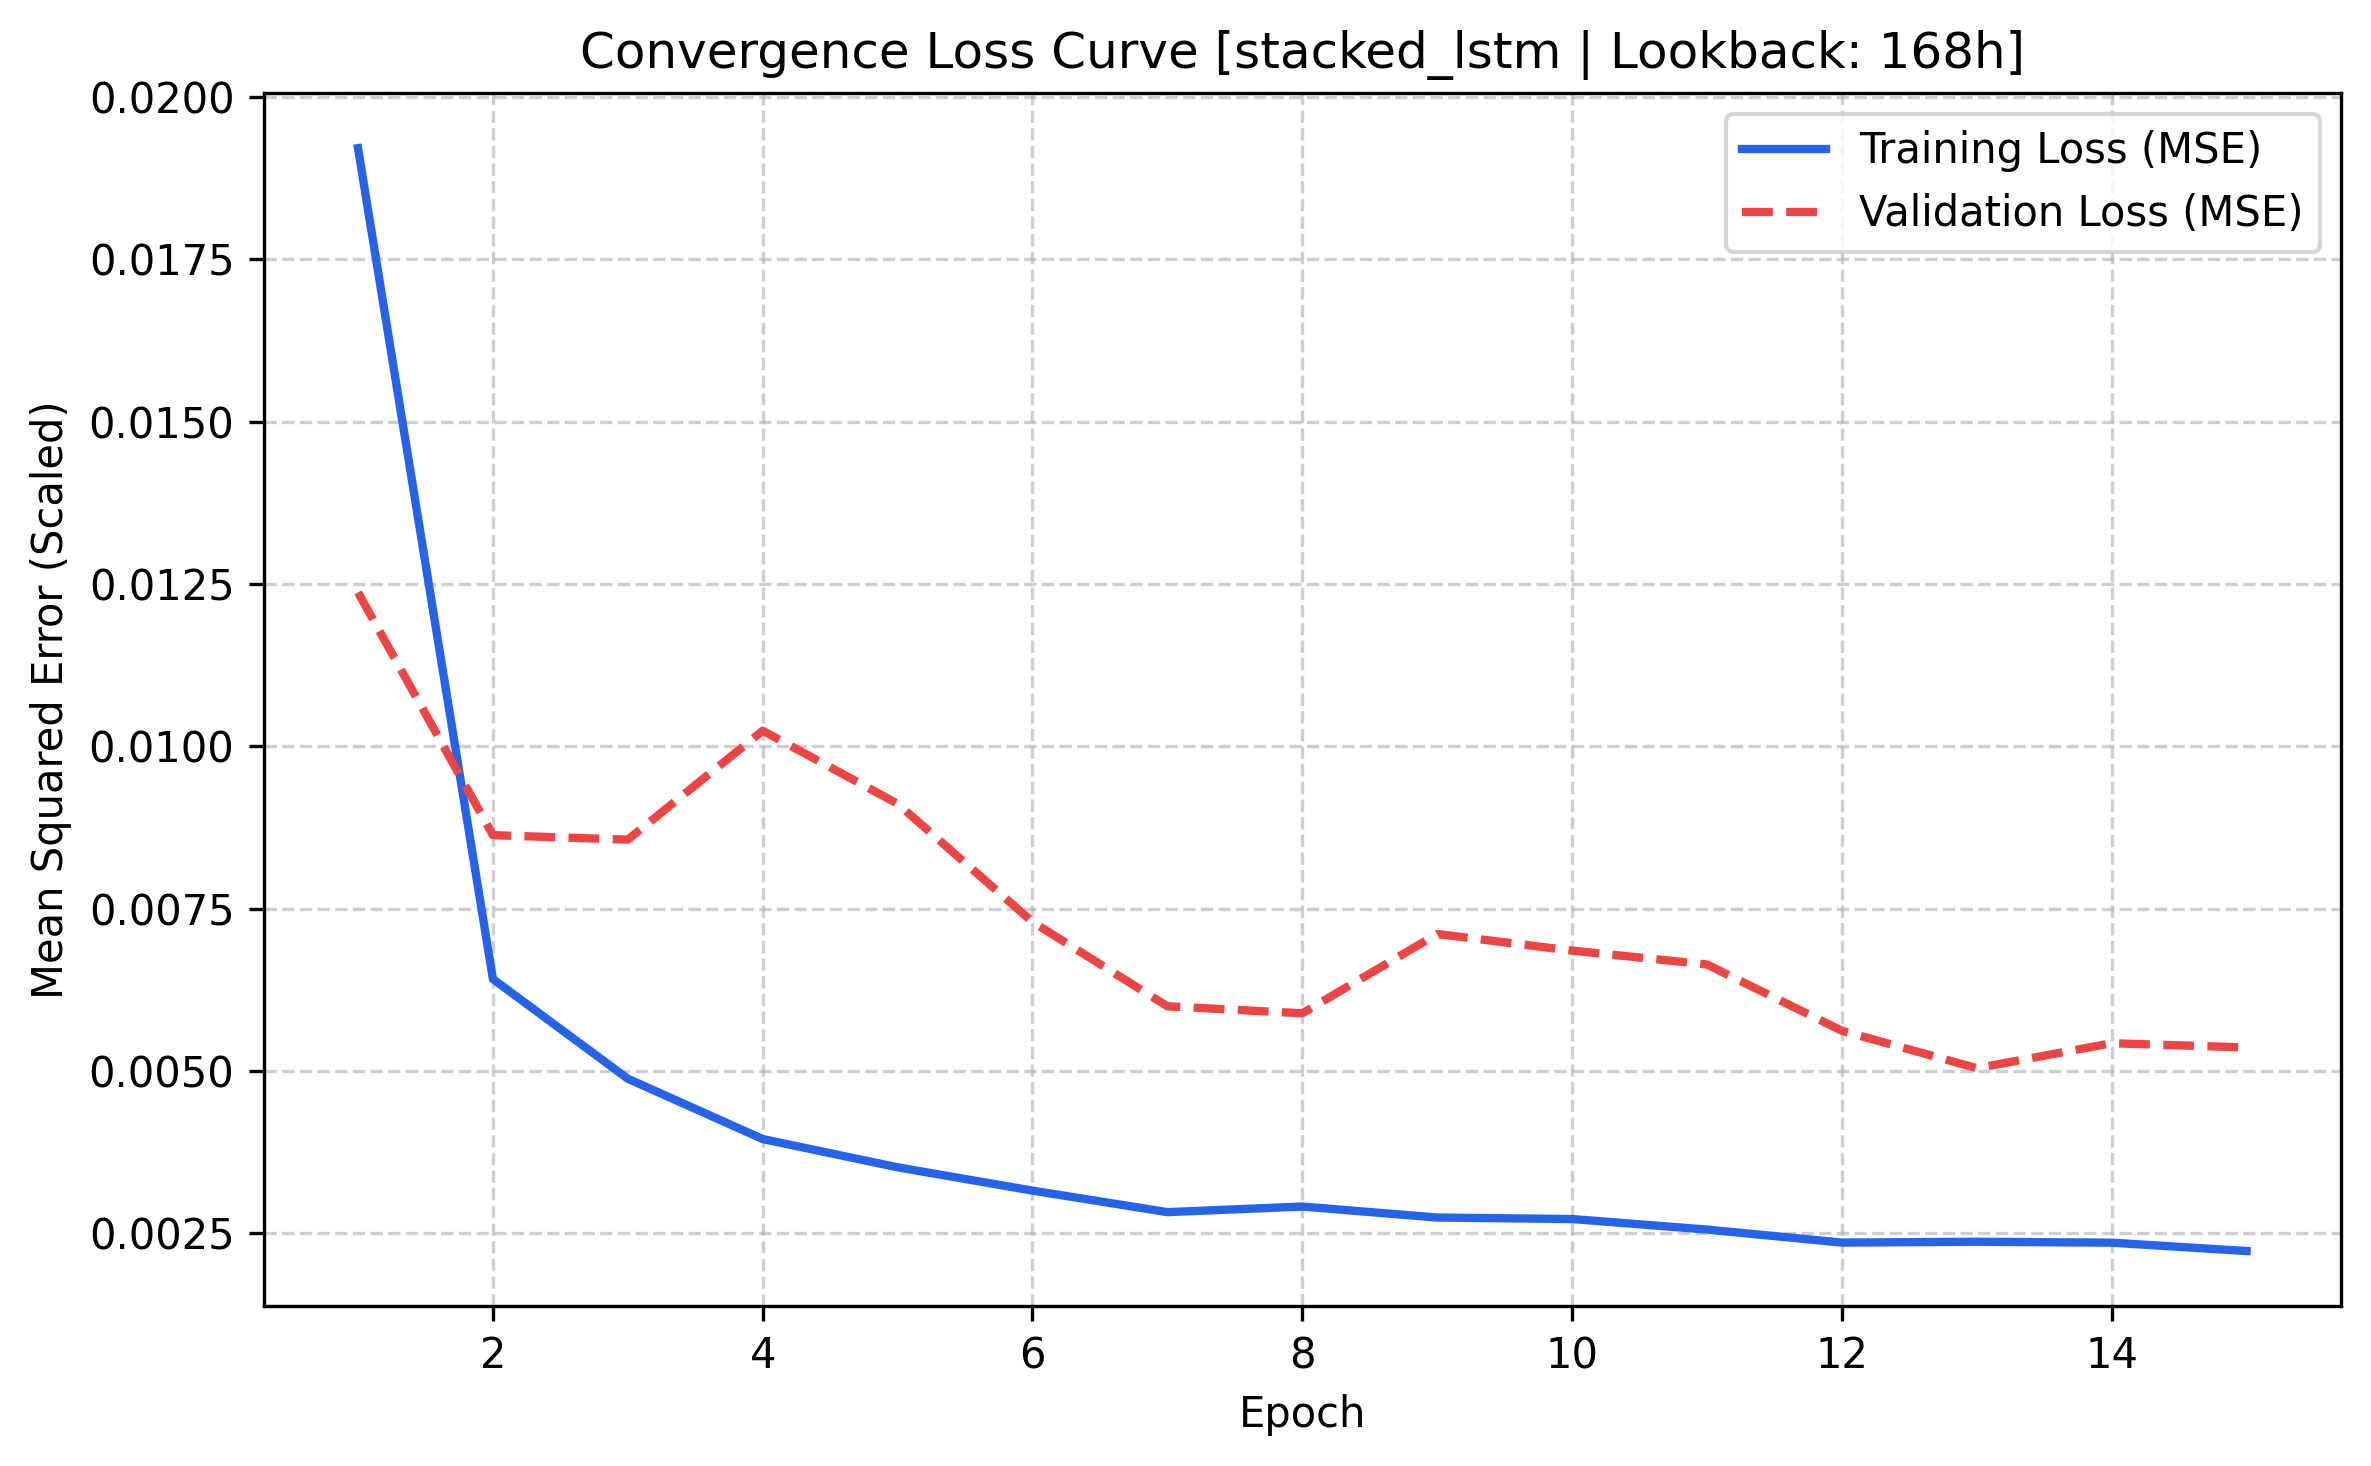 Convergence Loss Curve [stacked_lstm | Lookback: 168h]
0.0200
0.0175
0.0150
0.0125
0.0100
0.0075
0.0050
0.0025
Mean Squared Error (Scaled)
Training Loss (MSE)
Validation Loss (MSE)
2 4 6 8 10 12 14
Epoch